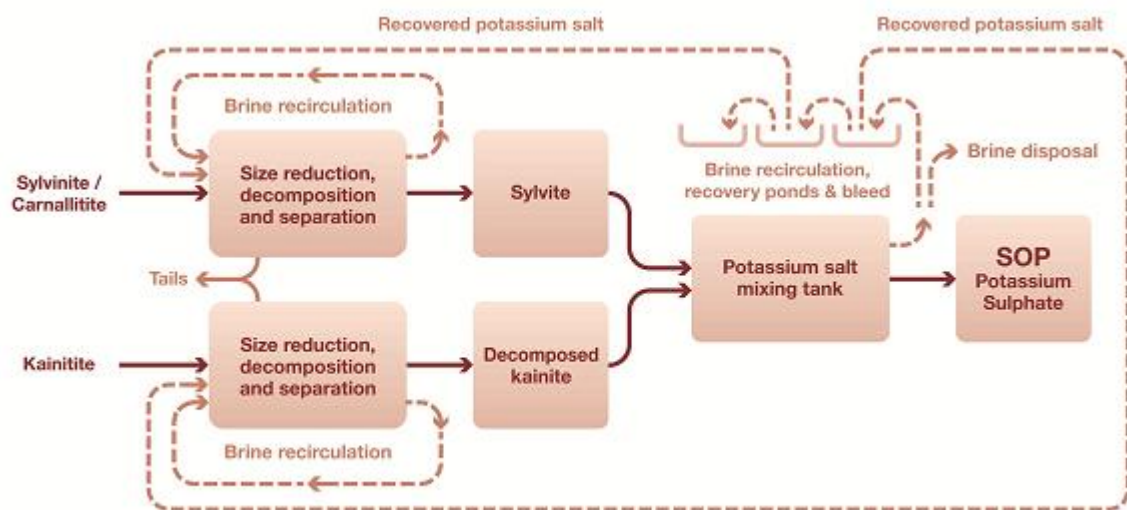 Recovered potassium salt
Recovered potassium salt
Brine recirculation
Sylvinite /
Carnallitite
Size reduction,
decomposition
and separation
Sylvite
Brine recirculation,
recovery ponds & bleed
Brine disposal
Tails
Potassium salt
mixing tank
SOP
Potassium
Sulphate
Kainitite
Size reduction,
decomposition
and separation
Decomposed
kainite
Brine recirculation